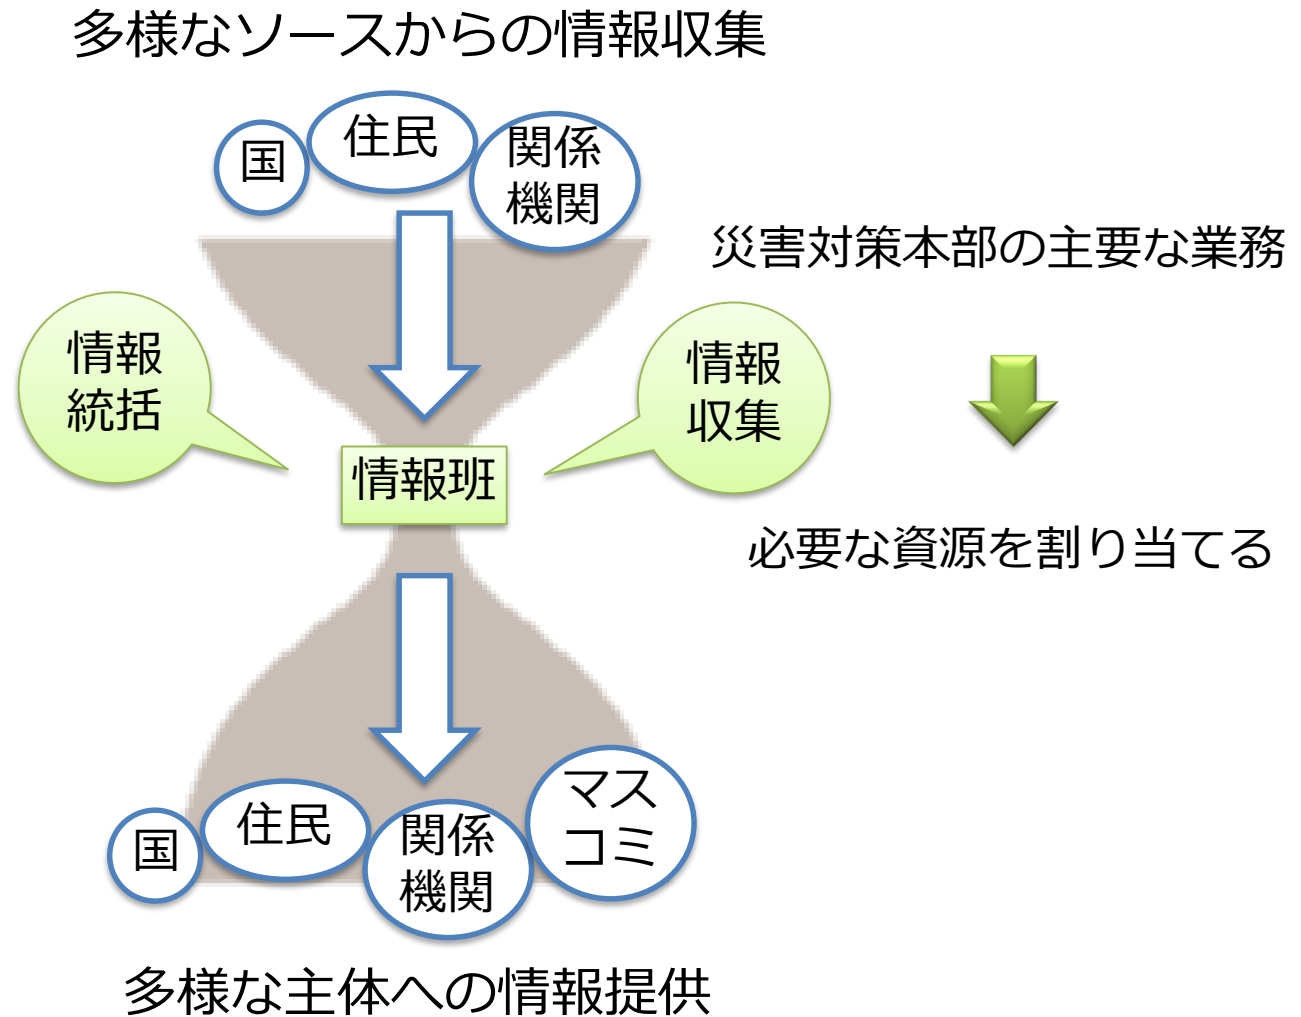 多様なソースからの情報収集
国
住民
関係
機関
災害対策本部の主要な業務
情報
統括
情報
収集
情報班
必要な資源を割り当てる
国
住民
関係
機関
マス
コミ
多様な主体への情報提供